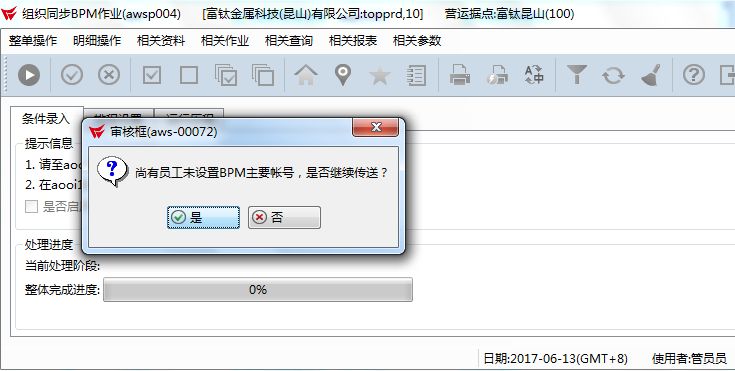 组织同步BPM作业(awsp004) [富钛金属科技(昆山)有限公司:topprd,10] 营运据点:富钛昆山(100)
整单操作 明细操作 相关资料 相关作业 相关查询 相关报表 相关参数
条件录入
审核框(aws-00072)
提示信息
尚有员工未设置BPM主要帐号，是否继续传送？
1. 请至aoo
2. 在aooi1
是否启
是 否
处理进度
当前处理阶段:
整体完成进度: 0%
日期:2017-06-13(GMT+8) 使用者:管员员